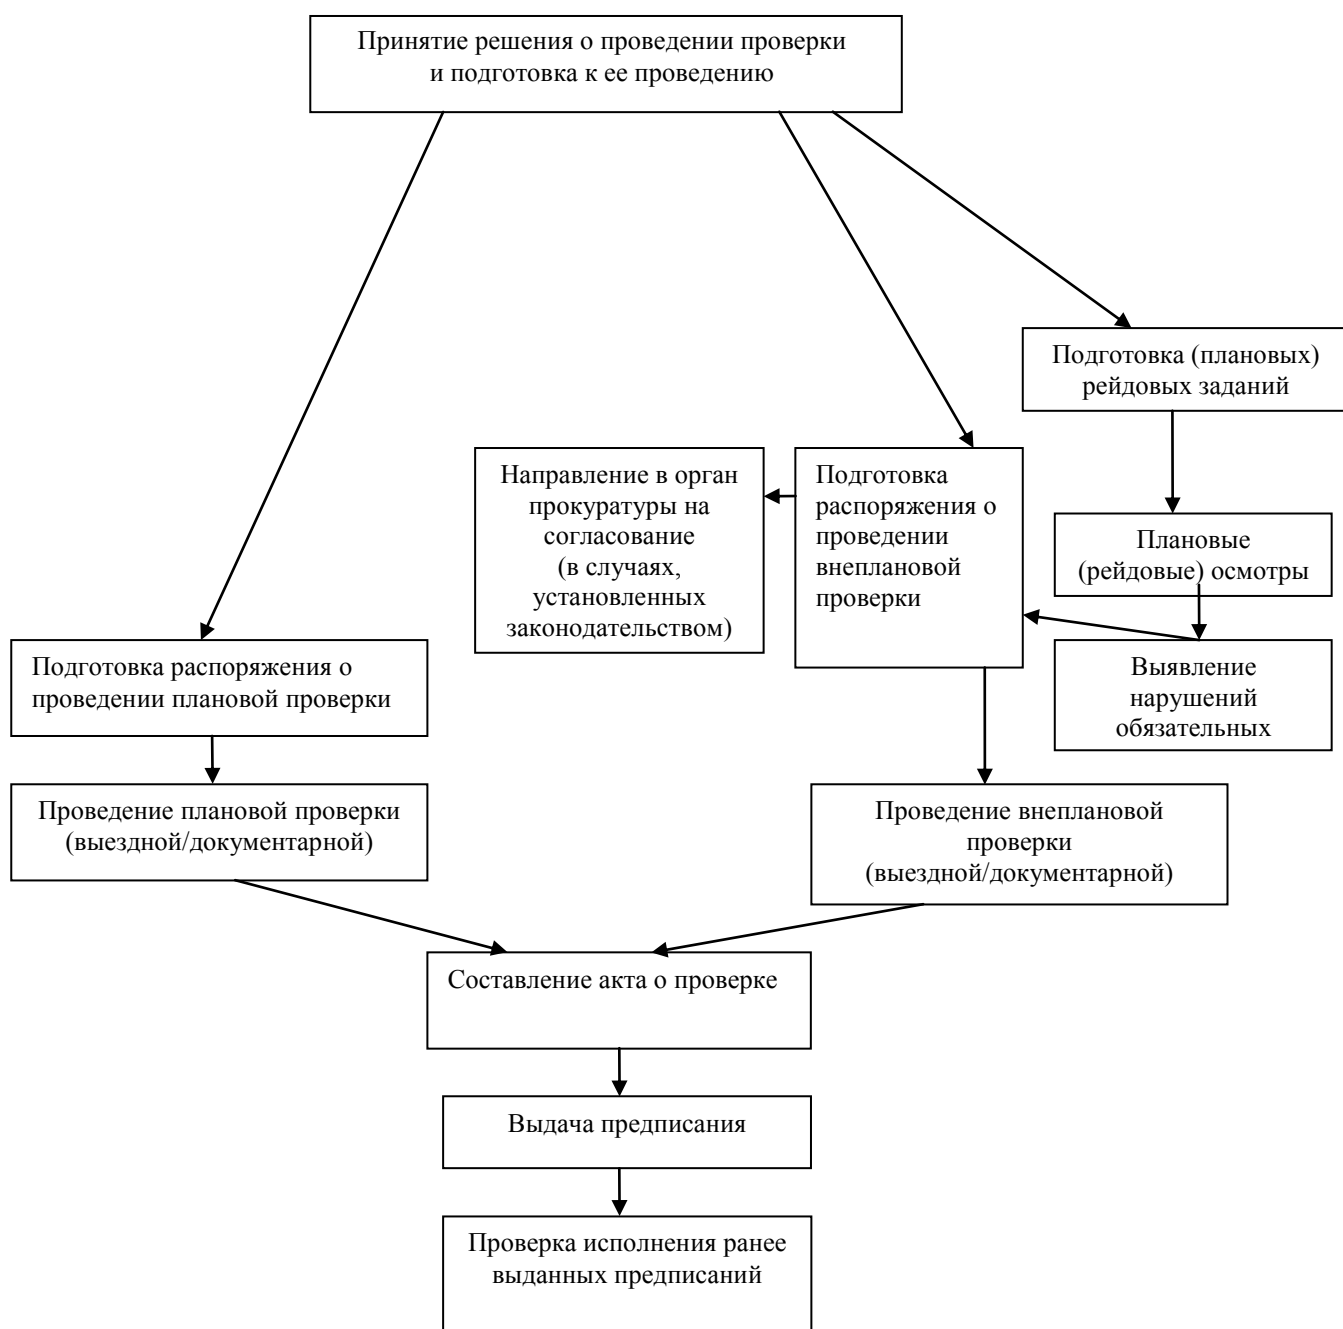 Принятие решения о проведении проверки
и подготовка к ее проведению
Подготовка (плановых)
рейдовых заданий
Направление в орган
прокуратуры на
согласование
(в случаях,
установленных
законодательством)
Подготовка
распоряжения о
проведении
внеплановой
проверки
Плановые
(рейдовые) осмотры
Подготовка распоряжения о
проведении плановой проверки
Выявление
нарушений
обязательных
Проведение плановой проверки
(выездной/документарной)
Проведение внеплановой
проверки
(выездной/документарной)
Составление акта о проверке
Выдача предписания
Проверка исполнения ранее
выданных предписаний